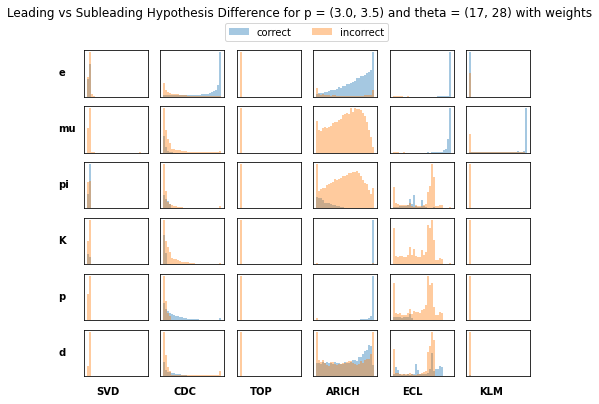 Leading vs Subleading Hypothesis Difference for p = (3.0, 3.5) and theta = (17, 28) with weights
correct incorrect
e
mu
pi
K
p
d
SVD CDC TOP ARICH ECL KLM